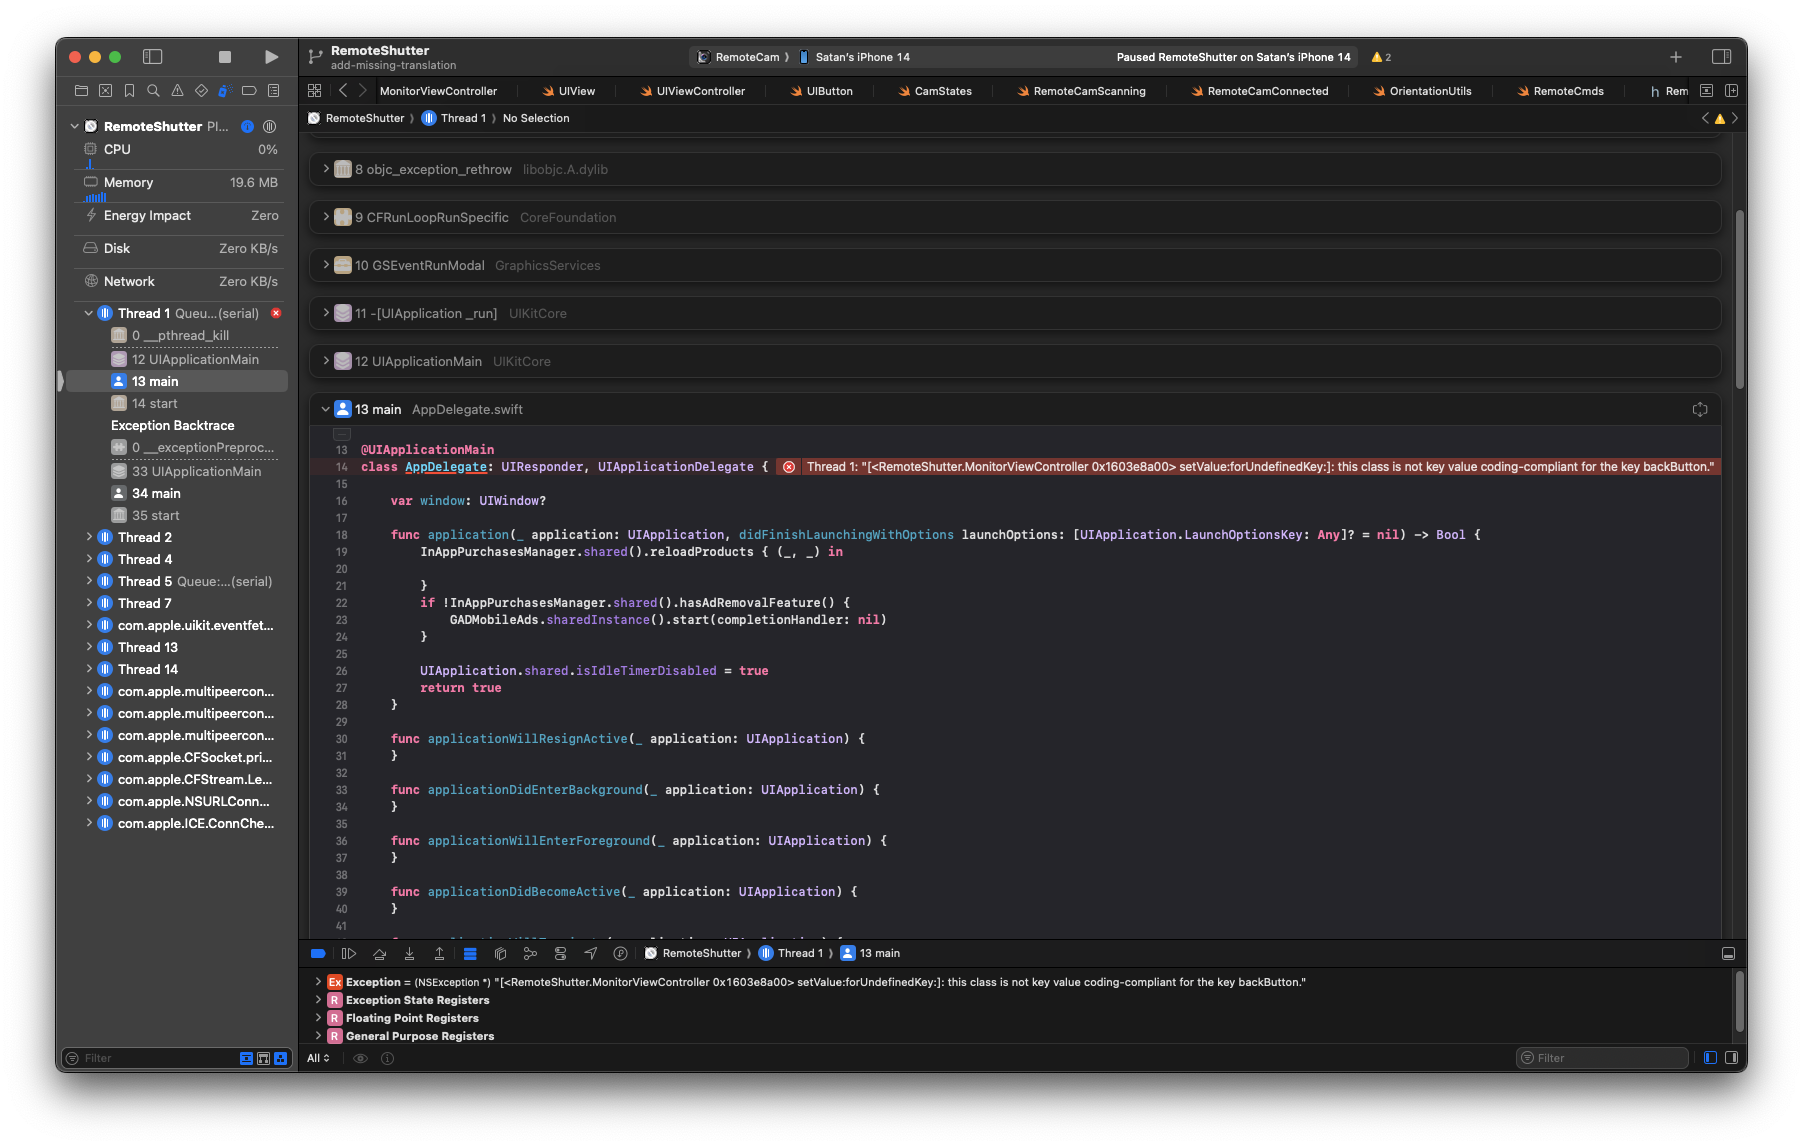 RemoteShutter
add-missing-translation
RemoteCam
Satan's iPhone 14
Paused RemoteShutter on Satan's iPhone 14
2
MonitorViewController
UIView
UIViewController
UIButton
CamStates
RemoteCamScanning
RemoteCamConnected
OrientationUtils
RemoteCmds
h Rem
RemoteShutter
Thread 1
No Selection
RemoteShutter Pl...
CPU 0%
Memory 19.6 MB
Energy Impact Zero
Disk Zero KB/s
Network Zero KB/s
Thread 1 Queu...(serial)
0 __pthread_kill
12 UIApplicationMain
13 main
14 start
Exception Backtrace
0 __exceptionPreproc...
33 UIApplicationMain
34 main
35 start
Thread 2
Thread 4
Thread 5 Queue:...(serial)
Thread 7
com.apple.uikit.eventfet...
Thread 13
Thread 14
com.apple.multipeercon...
com.apple.multipeercon...
com.apple.multipeercon...
com.apple.CFSocket.pri...
com.apple.CFStream.Le...
com.apple.NSURLConn...
com.apple.ICE.ConnChe...
Filter
8 objc_exception_rethrow libobjc.A.dylib
9 CFRunLoopRunSpecific CoreFoundation
10 GSEventRunModal GraphicsServices
11 -[UIApplication _run] UIKitCore
12 UIApplicationMain UIKitCore
13 main AppDelegate.swift
13 @UIApplicationMain
14 class AppDelegate: UIResponder, UIApplicationDelegate { Thread 1: "[<RemoteShutter.MonitorViewController 0x1603e8a00> setValue:forUndefinedKey:]: this class is not key value coding-compliant for the key backButton."
15
16 var window: UIWindow?
17
18 func application(_ application: UIApplication, didFinishLaunchingWithOptions launchOptions: [UIApplication.LaunchOptionsKey: Any]? = nil) -> Bool {
19 InAppPurchasesManager.shared().reloadProducts { (_, _) in
20
21 }
22 if !InAppPurchasesManager.shared().hasAdRemovalFeature() {
23 GADMobileAds.sharedInstance().start(completionHandler: nil)
24 }
25
26 UIApplication.shared.isIdleTimerDisabled = true
27 return true
28 }
29
30 func applicationWillResignActive(_ application: UIApplication) {
31 }
32
33 func applicationDidEnterBackground(_ application: UIApplication) {
34 }
35
36 func applicationWillEnterForeground(_ application: UIApplication) {
37 }
38
39 func applicationDidBecomeActive(_ application: UIApplication) {
40 }
41
RemoteShutter
Thread 1
13 main
Ex Exception = (NSException *) "[<RemoteShutter.MonitorViewController 0x1603e8a00> setValue:forUndefinedKey:]: this class is not key value coding-compliant for the key backButton."
R Exception State Registers
R Floating Point Registers
R General Purpose Registers
All
Filter